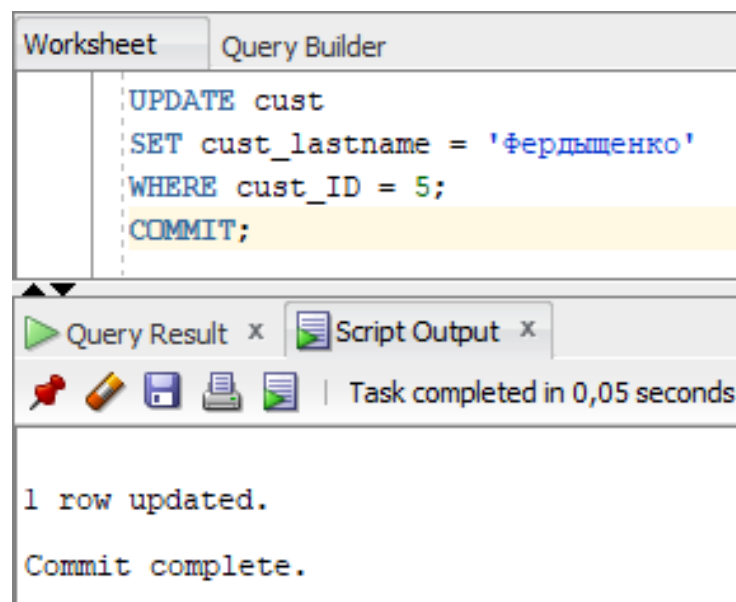 Worksheet Query Builder
UPDATE cust
SET cust_lastname = 'Фердыщенко'
WHERE cust_ID = 5;
COMMIT;
Query Result x Script Output x
Task completed in 0,05 seconds
1 row updated.
Commit complete.